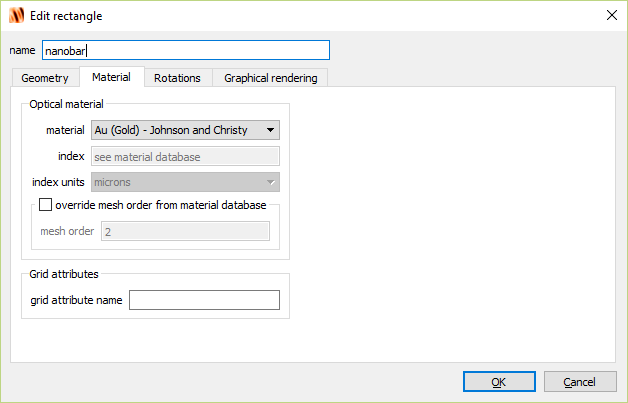 Edit rectangle
name nanobar
Geometry Material Rotations Graphical rendering
Optical material
material Au (Gold) - Johnson and Christy
index see material database
index units microns
override mesh order from material database
mesh order 2
Grid attributes
grid attribute name
OK Cancel